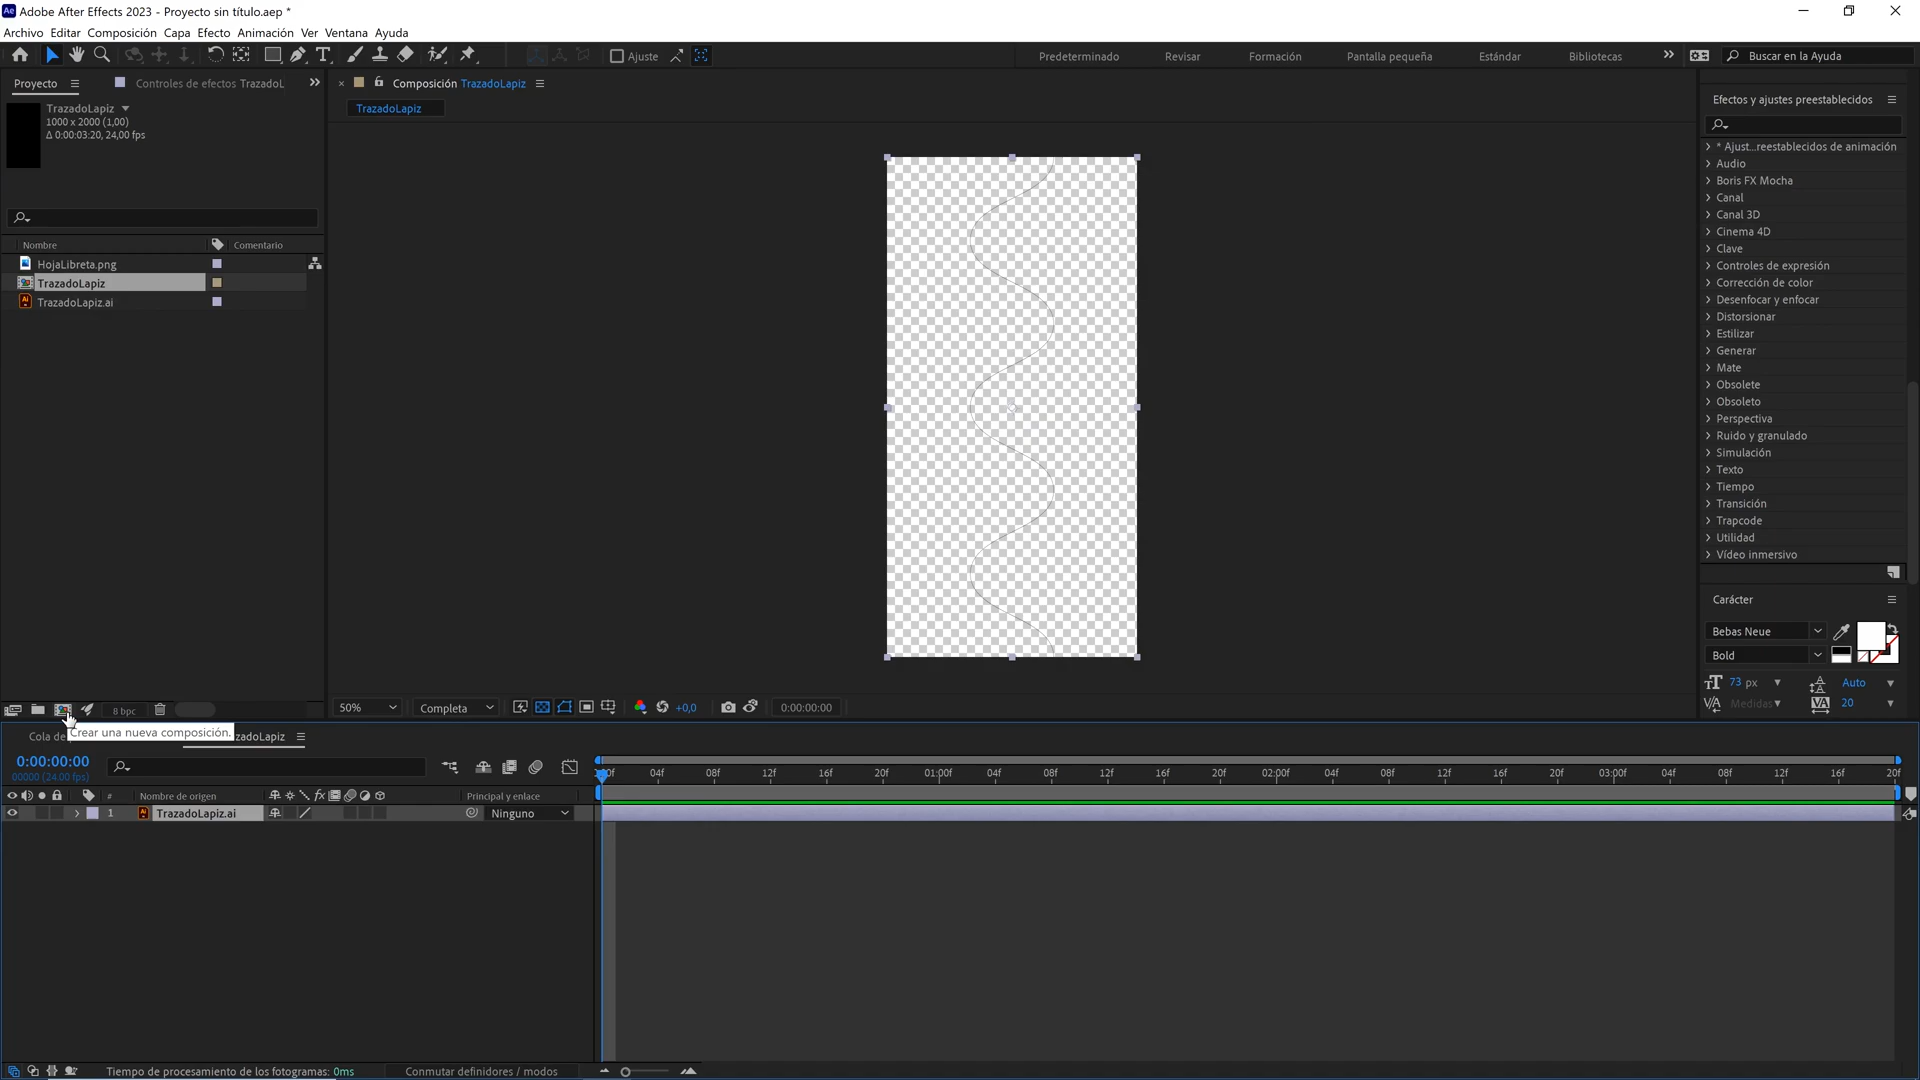 Adobe After Effects 2023 - Proyecto sin título.aep *
Archivo Editar Composición Capa Efecto Animación Ver Ventana Ayuda
Ajuste
Predeterminado Revisar Formación Pantalla pequeña Estándar Bibliotecas
Buscar en la Ayuda
Proyecto
Controles de efectos TrazadoL
TrazadoLapiz
1000 x 2000 (1,00)
Δ 0:00:03:20, 24,00 fps
Nombre Comentario
HojaLibreta.png
TrazadoLapiz
TrazadoLapiz.ai
8 bpc
Crear una nueva composición.
Composición TrazadoLapiz
TrazadoLapiz
50% Completa +0,0 0:00:00:00
Efectos y ajustes preestablecidos
* Ajust...reestablecidos de animación
Audio
Boris FX Mocha
Canal
Canal 3D
Cinema 4D
Clave
Controles de expresión
Corrección de color
Desenfocar y enfocar
Distorsionar
Estilizar
Generar
Mate
Obsolete
Obsoleto
Perspectiva
Ruido y granulado
Simulación
Texto
Tiempo
Transición
Trapcode
Utilidad
Vídeo inmersivo
Carácter
Bebas Neue
Bold
73 px Auto
Medidas 20
Cola de zadoLapiz
0:00:00:00
00000 (24.00 fps)
00f 04f 08f 12f 16f 20f 01:00f 04f 08f 12f 16f 20f 02:00f 04f 08f 12f 16f 20f 03:00f 04f 08f 12f 16f 20f
# Nombre de origen fx Principal y enlace
1 TrazadoLapiz.ai Ninguno
Tiempo de procesamiento de los fotogramas: 0ms Conmutar definidores / modos